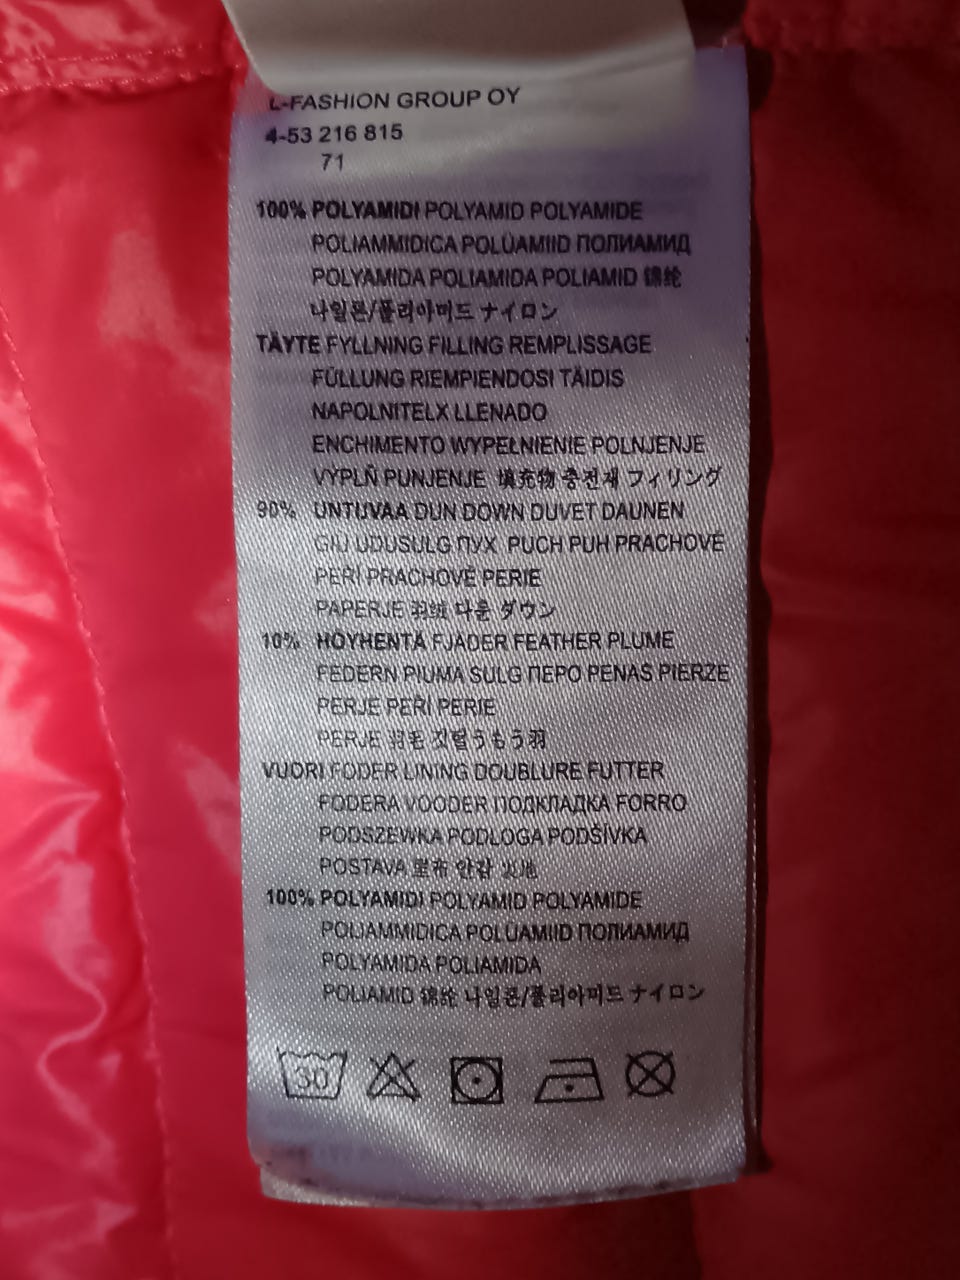 L-FASHION GROUP OY
4-53 216 815
71
100% POLYAMIDI POLYAMID POLYAMIDE
POLIAMMIDICA POLÜAMIID ПОЛИАМИД
POLYAMIDA POLIAMIDA POLIAMID 锦纶
나일론/폴리아미드 ナイロン
TÄYTE FYLLNING FILLING REMPLISSAGE
FÜLLUNG RIEMPIENDOSI TÄIDIS
NAPOLNITELX LLENADO
ENCHIMENTO WYPEŁNIENIE POLNJENJE
VÝPLŇ PUNJENJE 填充物 충전재 フィリング
90% UNTUVAA DUN DOWN DUVET DAUNEN
GIU UDUSULG ПУХ PUCH PUH PRACHOVÉ
PEŘÍ PRACHOVÉ PERIE
PAPERJE 羽绒 다운 ダウン
10% HÖYHENTÄ FJÄDER FEATHER PLUME
FEDERN PIUMA SULG ПЕРО PENAS PIERZE
PERJE PEŘÍ PERIE
PERJE 羽毛 깃털 うもう羽
VUORI FODER LINING DOUBLURE FUTTER
FODERA VOODER ПОДКЛАДКА FORRO
PODSZEWKA PODLOGA PODŠÍVKA
POSTAVA 里布 안감
100% POLYAMIDI POLYAMID POLYAMIDE
POLIAMMIDICA POLÜAMIID ПОЛИАМИД
POLYAMIDA POLIAMIDA
POLIAMID 锦纶 나일론/폴리아미드 ナイロン
30